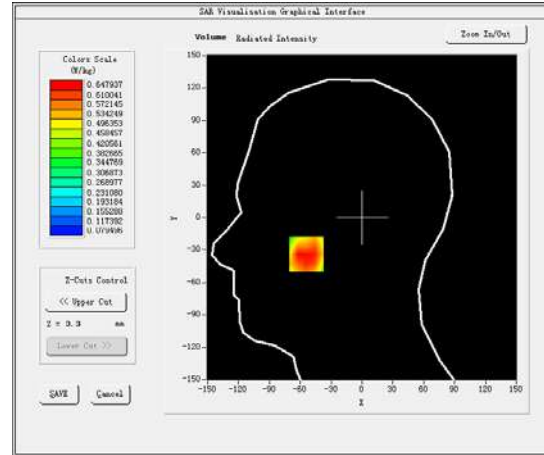 SAR Visualisation Graphical Interface
Volume Radiated Intensity
Zoom In/Out
Colors Scale
(W/kg)
0.647937
0.610041
0.572145
0.534249
0.496353
0.458457
0.420561
0.382665
0.344769
0.306873
0.268977
0.231080
0.193184
0.155288
0.117392
0.079496
Z-Cuts Control
<< Upper Cut
Z = 3.0 mm
Lower Cut >>
SAVE
Cancel
150
120
90
60
30
0
-30
-60
-90
-120
-150
Y
-150 -120 -90 -60 -30 0 30 60 90 120 150
X